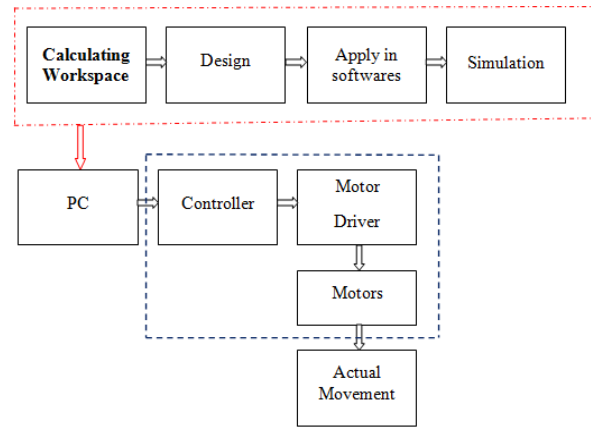 Calculating
Workspace
Design
Apply in
softwares
Simulation
PC
Controller
Motor
Driver
Motors
Actual
Movement